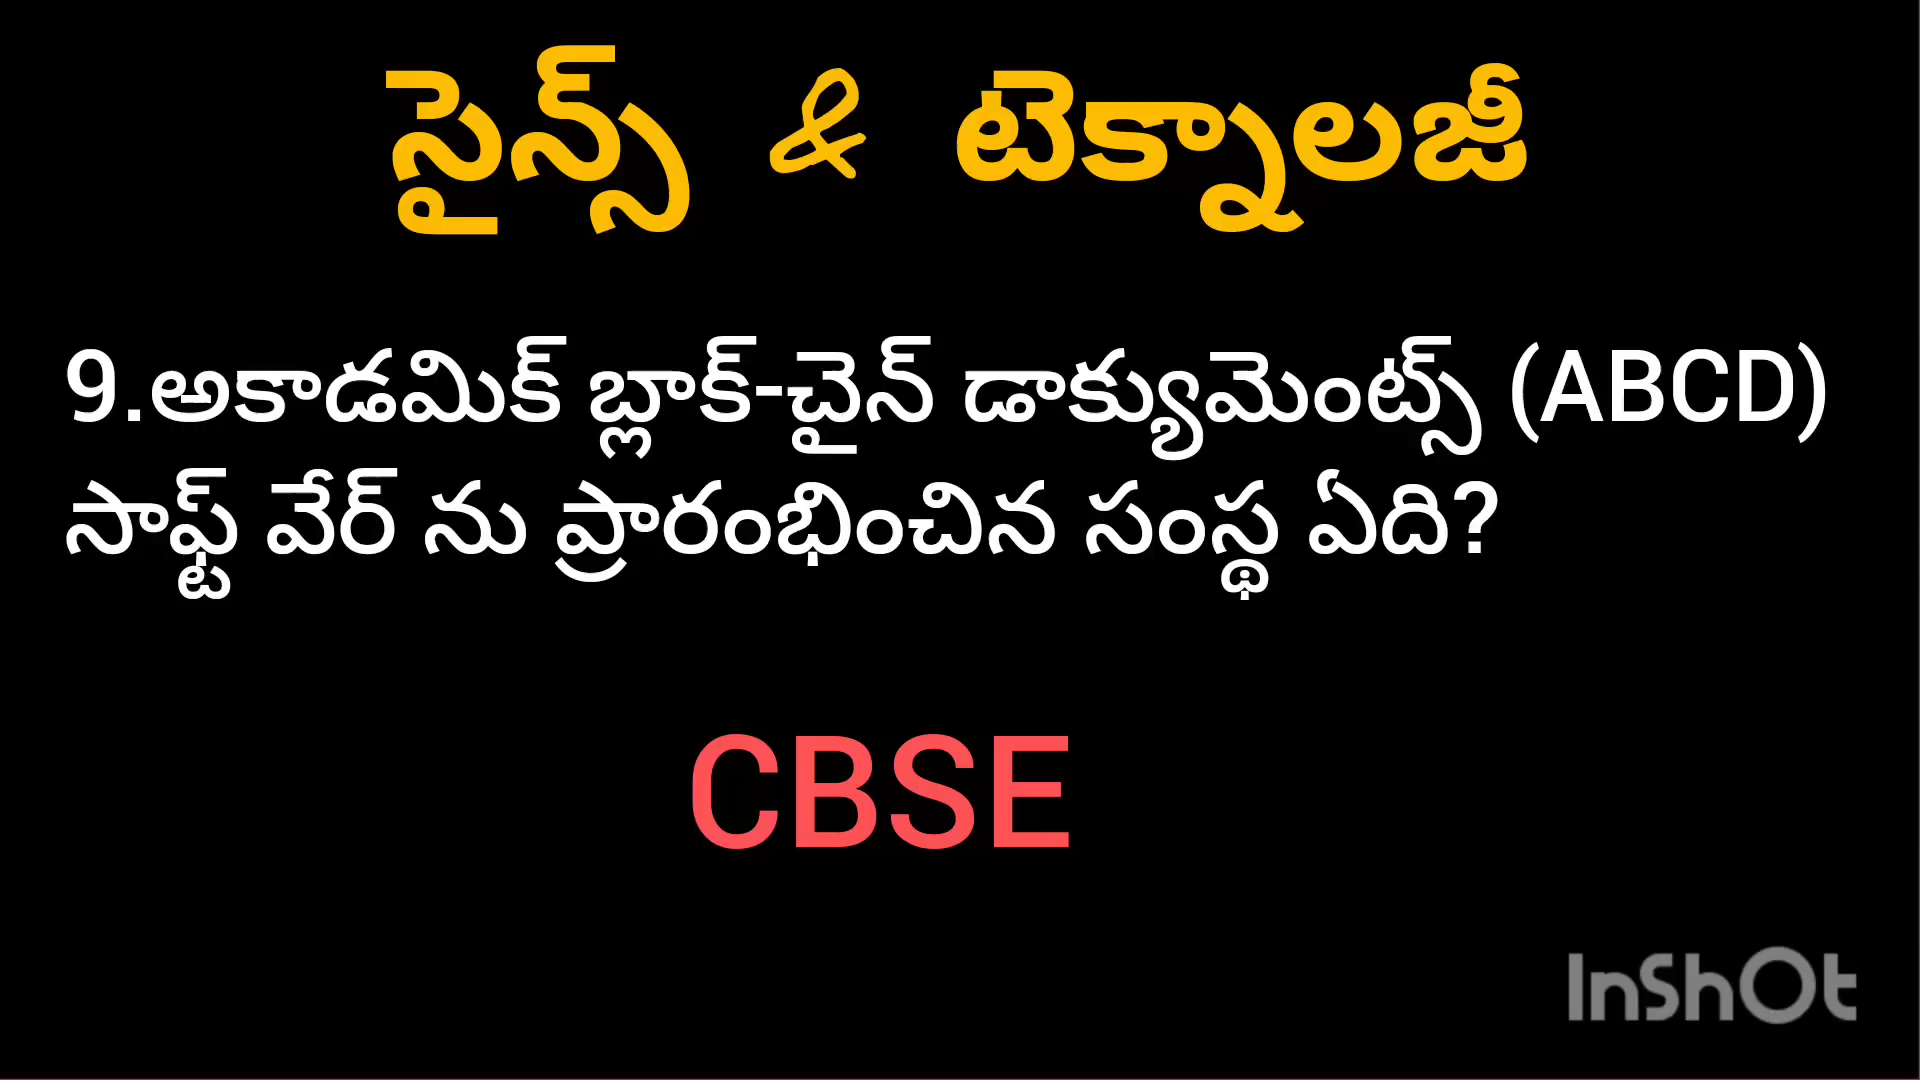 సైన్స్ & టెక్నాలజీ
9.అకాడమిక్ బ్లాక్-చైన్ డాక్యుమెంట్స్ (ABCD)
సాఫ్ట్ వేర్ ను ప్రారంభించిన సంస్థ ఏది?
CBSE
InShOt